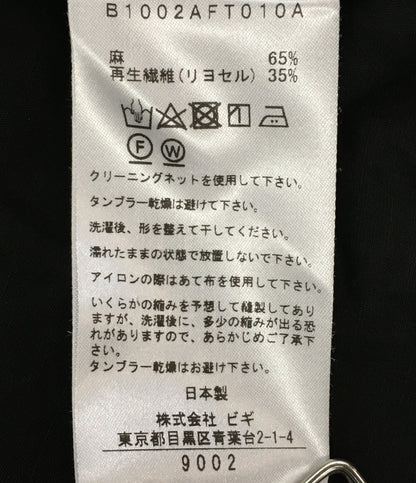 B1002AFT010A
麻 65%
再生繊維(リヨセル) 35%
F W
クリーニングネットを使用して下さい。
タンブラー乾燥は避けて下さい。
洗濯後、形を整えて干してください。
濡れたままの状態で放置しないで下さい。
アイロンの際はあて布を使用して下さい。
いくらかの縮みを予想して縫製してあり
ますが、洗濯後に、多少の縮みが出る恐
れがありますので、あらかじめご了承
下さい。
タンブラー乾燥はお避け下さい。
日本製
株式会社 ビギ
東京都目黒区青葉台2-1-4
9002